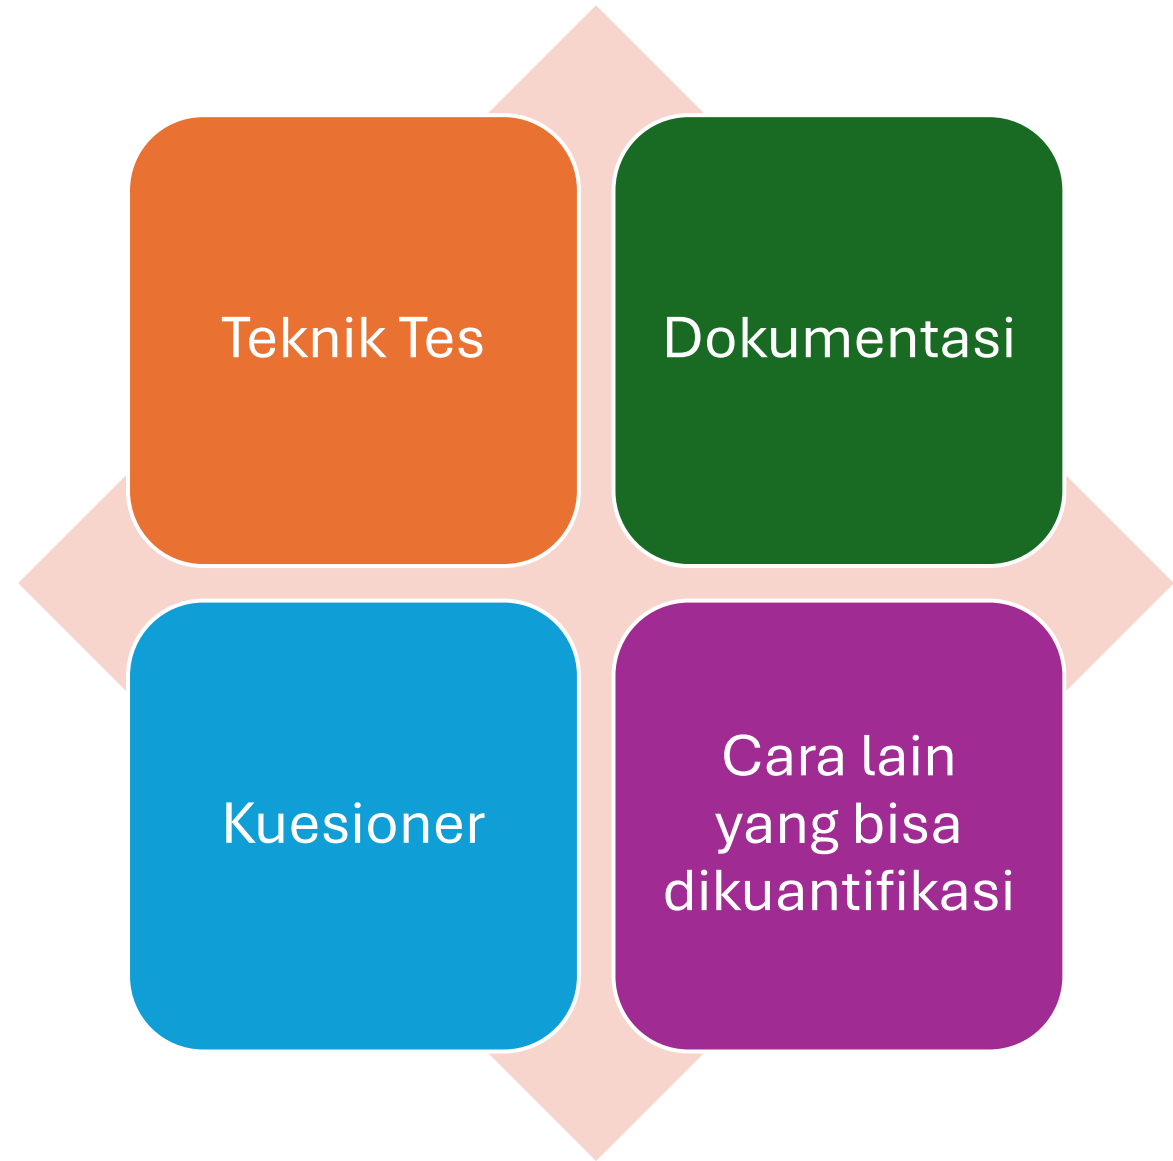 Teknik Tes
Dokumentasi
Kuesioner
Cara lain
yang bisa
dikuantifikasi